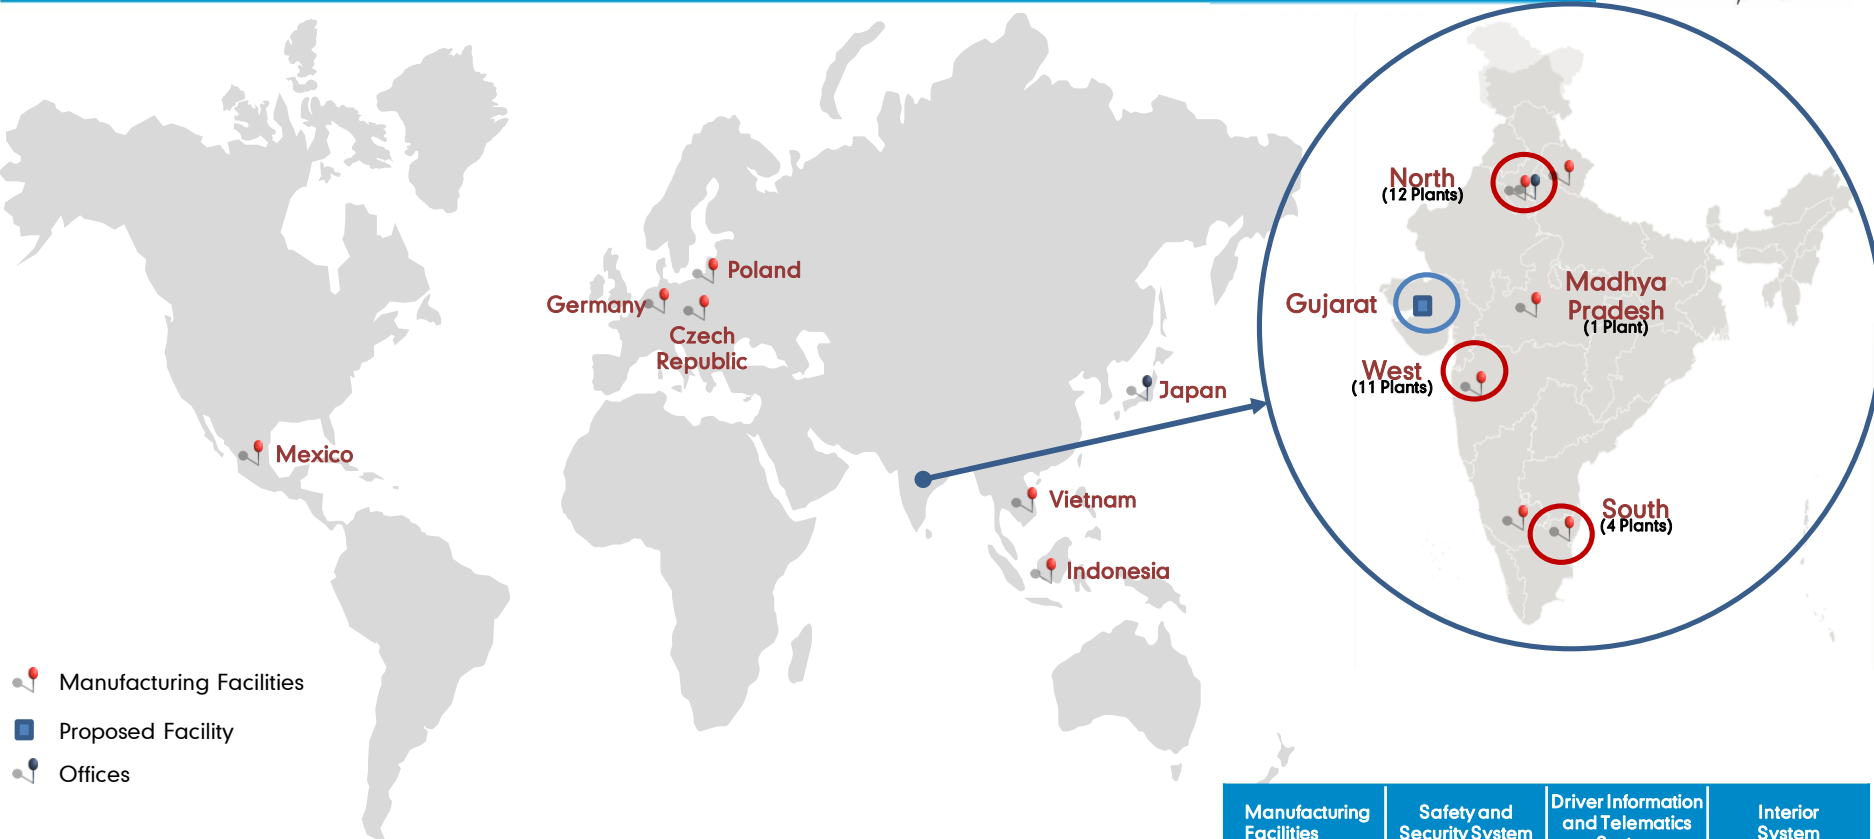 North
(12 Plants)
Madhya
Pradesh
(1 Plant)
Gujarat
West
(11 Plants)
South
(4 Plants)
Poland
Germany
Czech
Republic
Japan
Mexico
Vietnam
Indonesia
Manufacturing Facilities
Proposed Facility
Offices
Manufacturing
Facilities
Safety and
Security System
Driver Information
and Telematics
Interior
System